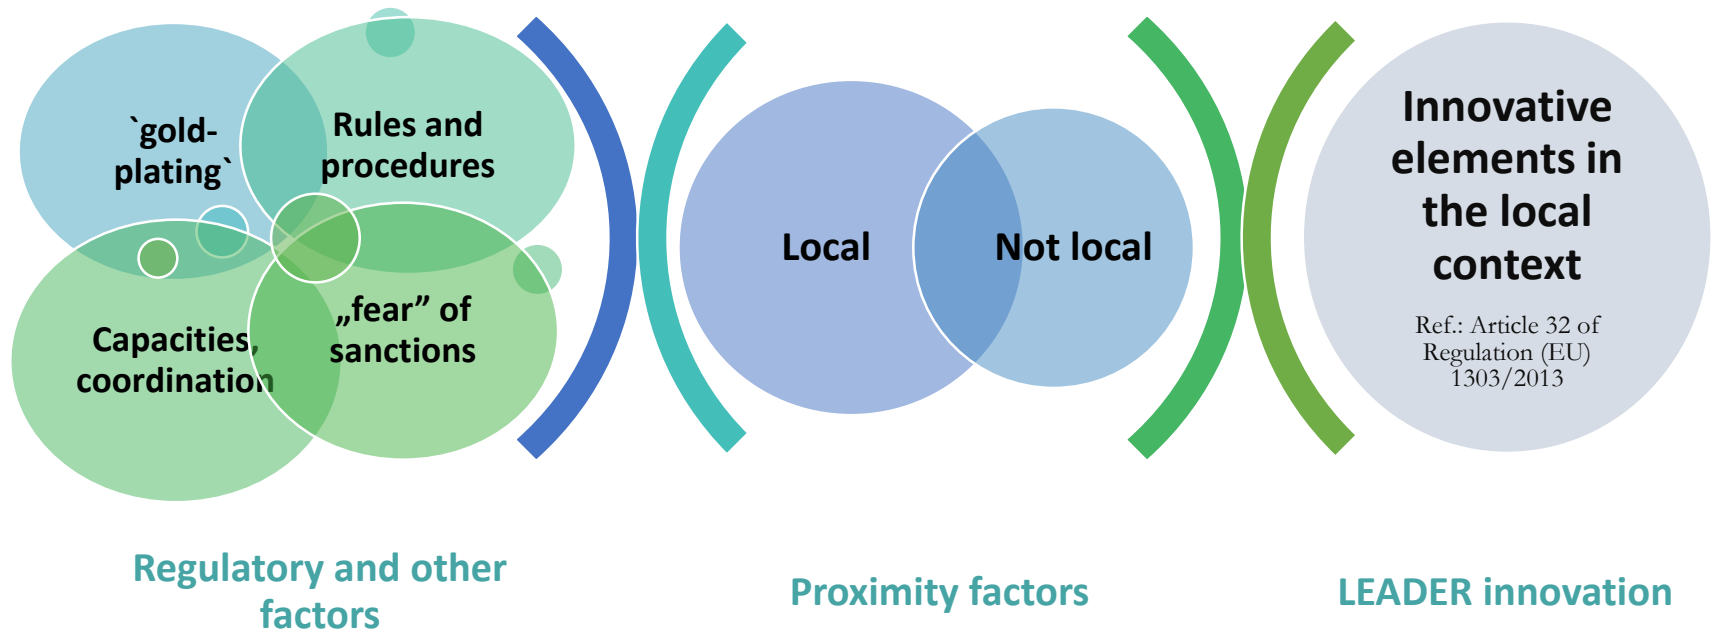 `gold-
plating`
Rules and
procedures
Capacities,
coordination
„fear” of
sanctions
Local
Not local
Innovative
elements in
the local
context
Ref.: Article 32 of
Regulation (EU)
1303/2013
Regulatory and other
factors
Proximity factors
LEADER innovation